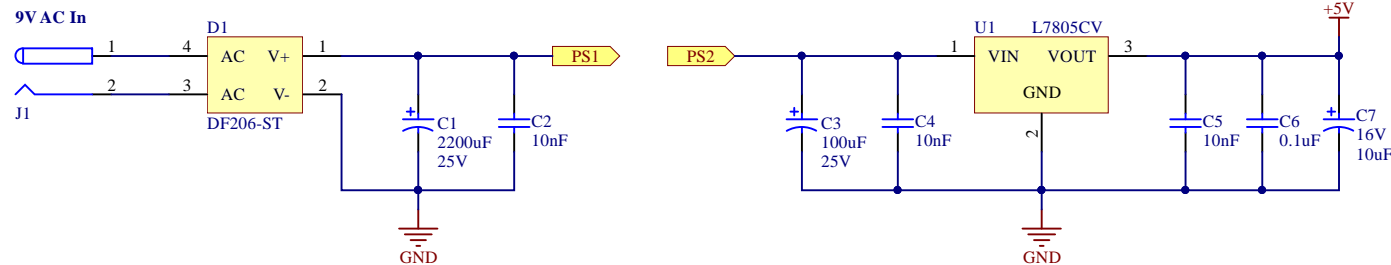 9V AC In
J1
1
2
D1
4
3
AC V+
AC V-
1
2
DF206-ST
C1
2200uF
25V
C2
10nF
PS1
GND
PS2
C3
100uF
25V
C4
10nF
U1
L7805CV
1
VIN VOUT
GND
3
2
GND
C5
10nF
C6
0.1uF
+5V
C7
16V
10uF